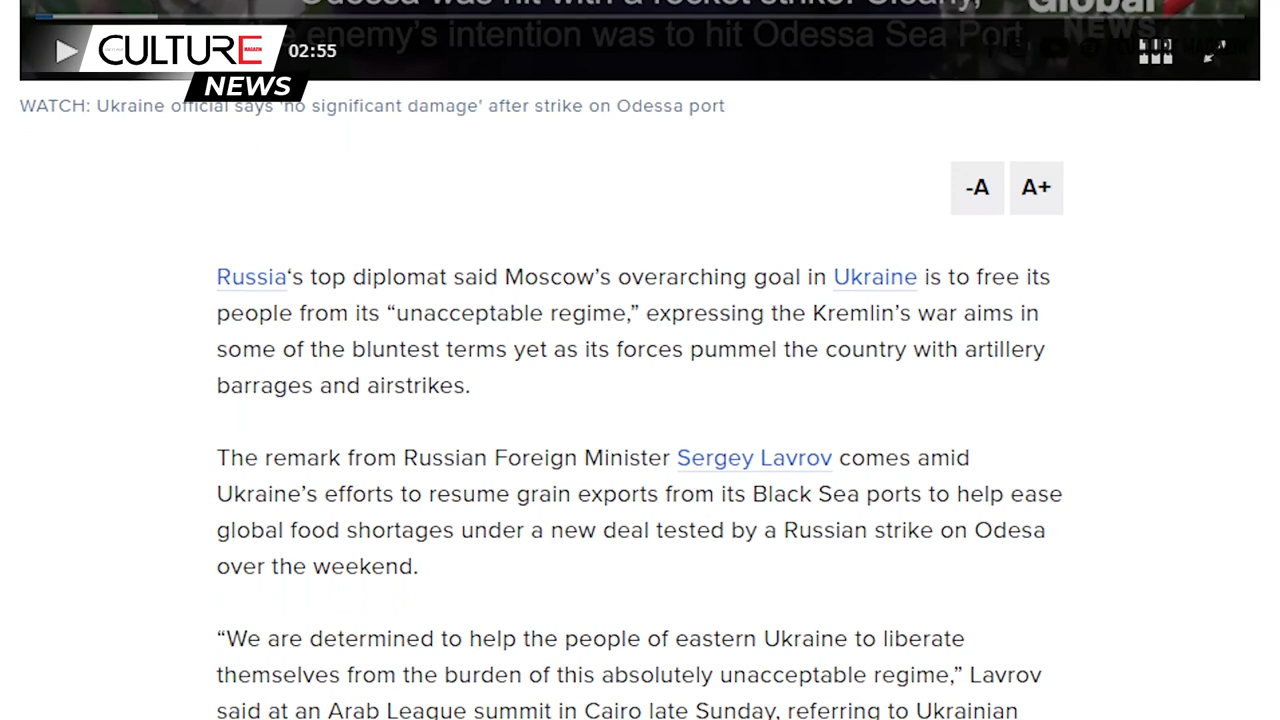 Odessa was hit with a rocket strike. Clearly,
Global
NEWS
enemy's intention was to hit Odessa Sea Port
CULTURE
MAGAZIN
02:55
NEWS
WATCH: Ukraine official says 'no significant damage' after strike on Odessa port
-A A+
Russia‘s top diplomat said Moscow’s overarching goal in Ukraine is to free its
people from its “unacceptable regime,” expressing the Kremlin’s war aims in
some of the bluntest terms yet as its forces pummel the country with artillery
barrages and airstrikes.
The remark from Russian Foreign Minister Sergey Lavrov comes amid
Ukraine’s efforts to resume grain exports from its Black Sea ports to help ease
global food shortages under a new deal tested by a Russian strike on Odesa
over the weekend.
“We are determined to help the people of eastern Ukraine to liberate
themselves from the burden of this absolutely unacceptable regime,” Lavrov
said at an Arab League summit in Cairo late Sunday, referring to Ukrainian